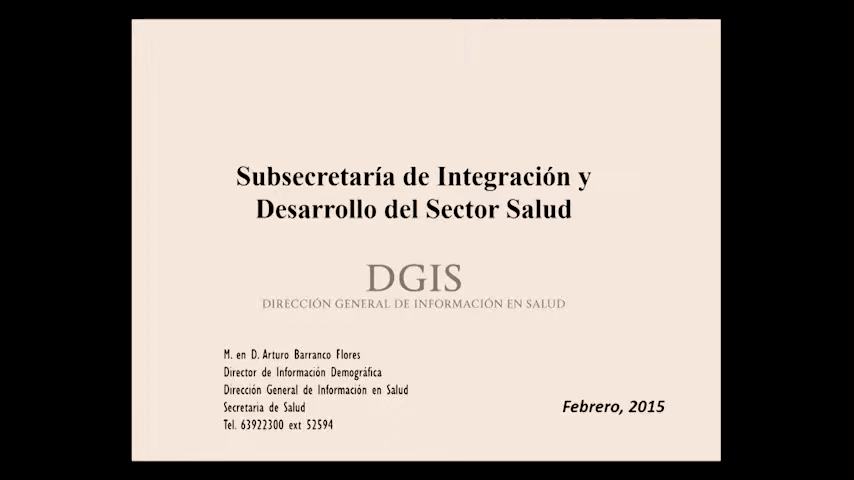 Subsecretaría de Integración y
Desarrollo del Sector Salud
DGIS
DIRECCIÓN GENERAL DE INFORMACIÓN EN SALUD
M. en D. Arturo Barranco Flores
Director de Información Demográfica
Dirección General de Información en Salud
Secretaria de Salud
Tel. 63922300 ext 52594
Febrero, 2015